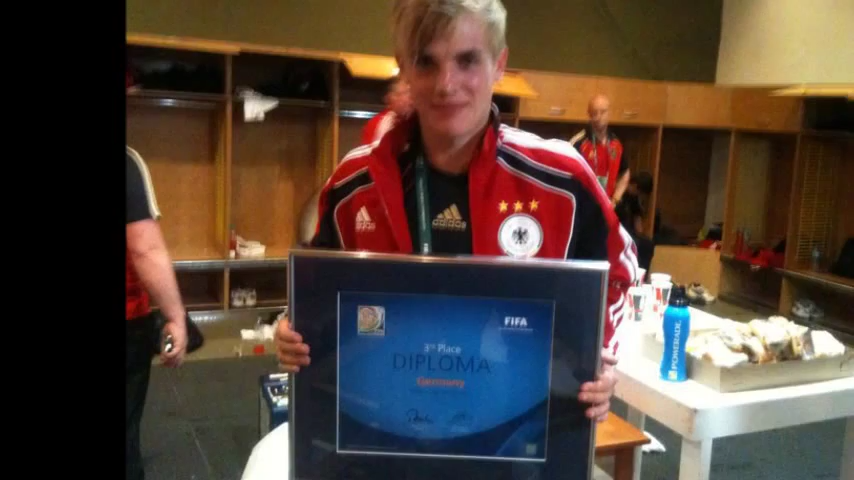 adidas
adidas
FIFA
3RD Place
DIPLOMA
Germany
POWERADE